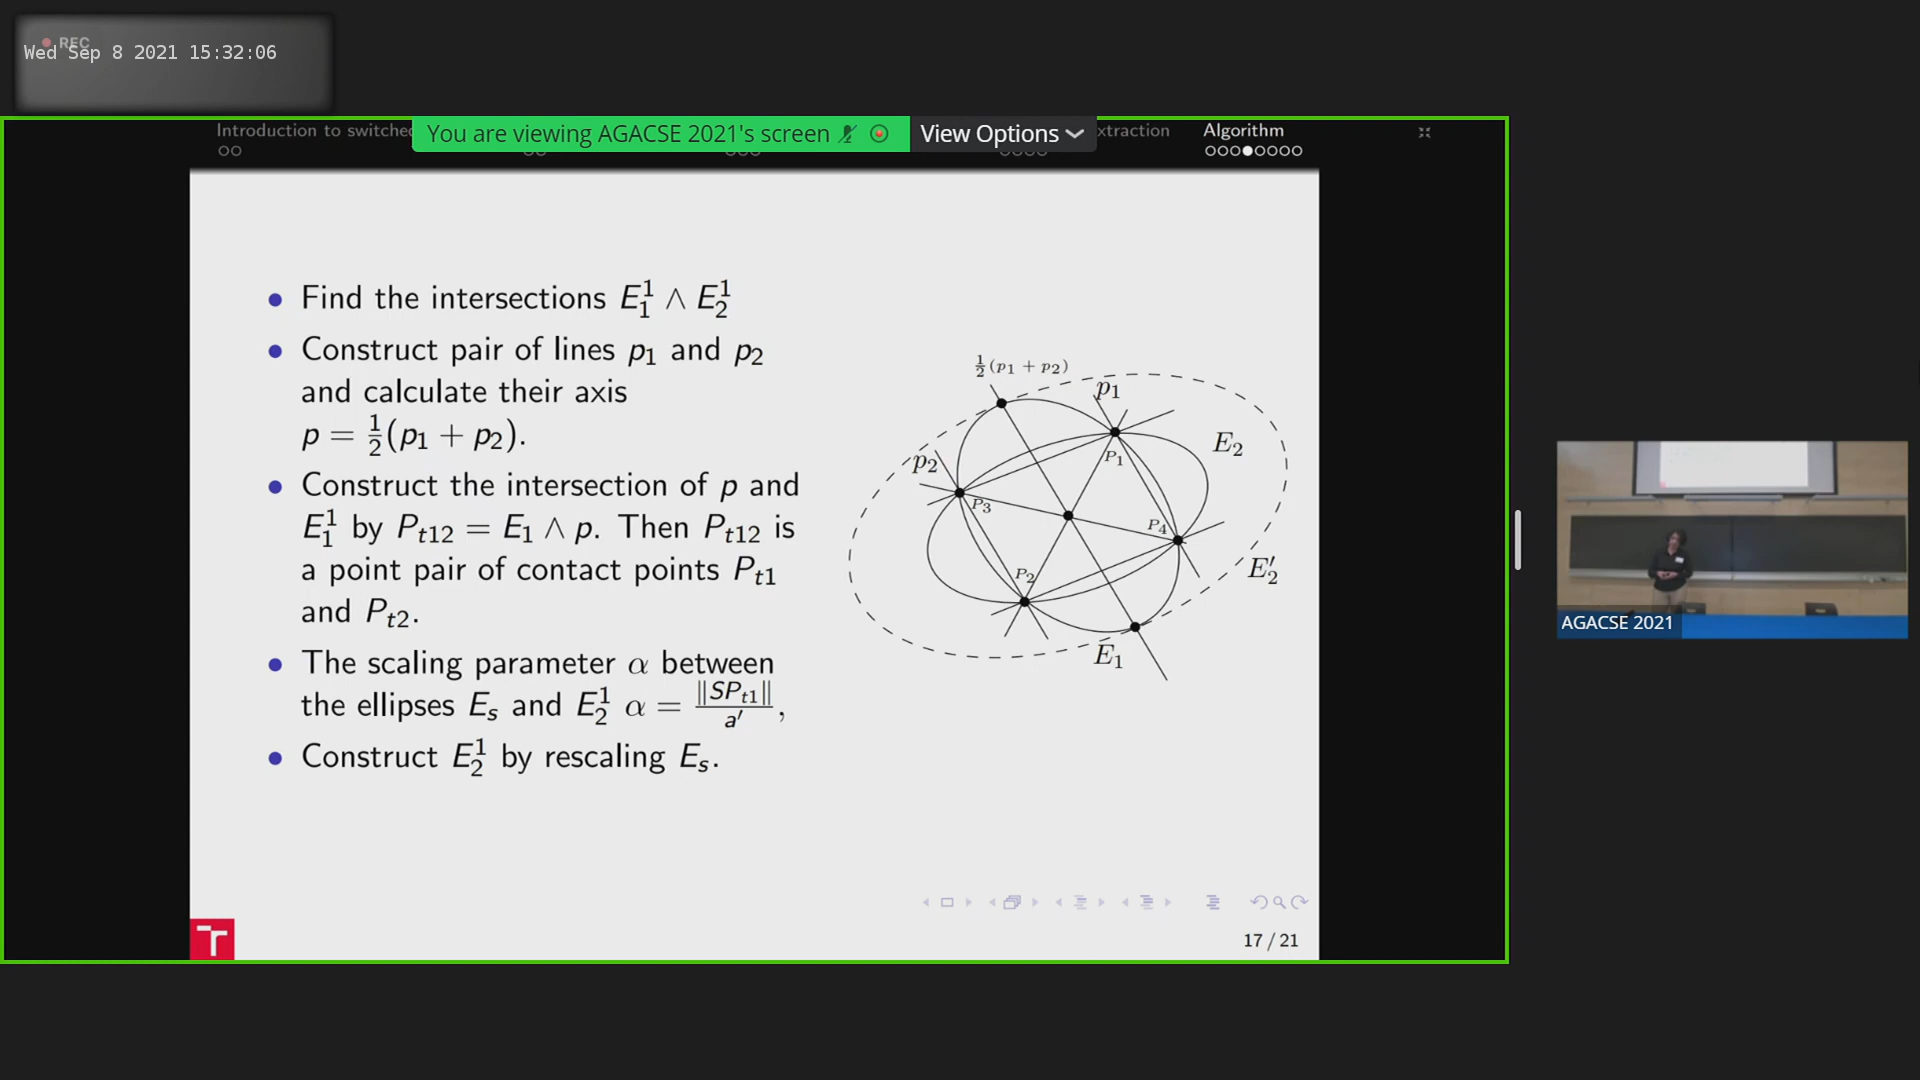 REC
Wed Sep 8 2021 15:32:06
Introduction to switched
You are viewing AGACSE 2021's screen
View Options
xtraction
Algorithm
• Find the intersections E₁¹ ∧ E₂¹
• Construct pair of lines p₁ and p₂
and calculate their axis
p = ½(p₁ + p₂).
• Construct the intersection of p and
E₁¹ by Pₜ₁₂ = E₁ ∧ p. Then Pₜ₁₂ is
a point pair of contact points Pₜ₁
and Pₜ₂.
• The scaling parameter α between
the ellipses Eₛ and E₂¹ α = ‖SPₜ₁‖/a′,
• Construct E₂¹ by rescaling Eₛ.
½(p₁ + p₂)
p₁
E₂
P₁
p₂
P₃
P₄
E₂′
P₂
E₁
17 / 21
AGACSE 2021